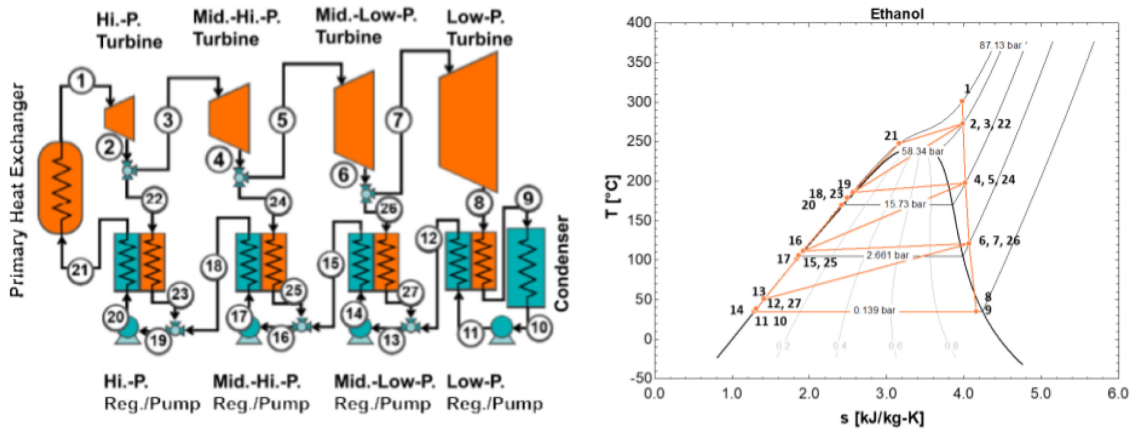 Hi.-P.
Turbine
Mid.-Hi.-P.
Turbine
Mid.-Low-P.
Turbine
Low-P.
Turbine
Primary Heat Exchanger
Condenser
1
2
3
4
5
6
7
8
9
22
24
26
21
18
15
12
23
25
27
20
19
17
16
14
13
11
10
Hi.-P.
Reg./Pump
Mid.-Hi.-P.
Reg./Pump
Mid.-Low-P.
Reg./Pump
Low-P.
Reg./Pump
Ethanol
T [°C]
400
350
300
250
200
150
100
50
0
-50
0.0
1.0
2.0
3.0
4.0
5.0
6.0
s [kJ/kg-K]
87.13 bar
1
2, 3, 22
21
58.34 bar
19
18, 23
20
4, 5, 24
15.73 bar
16
17
15, 25
6, 7, 26
2.661 bar
13
12, 27
14
11 10
8
9
0.139 bar
0.2
0.4
0.6
0.8